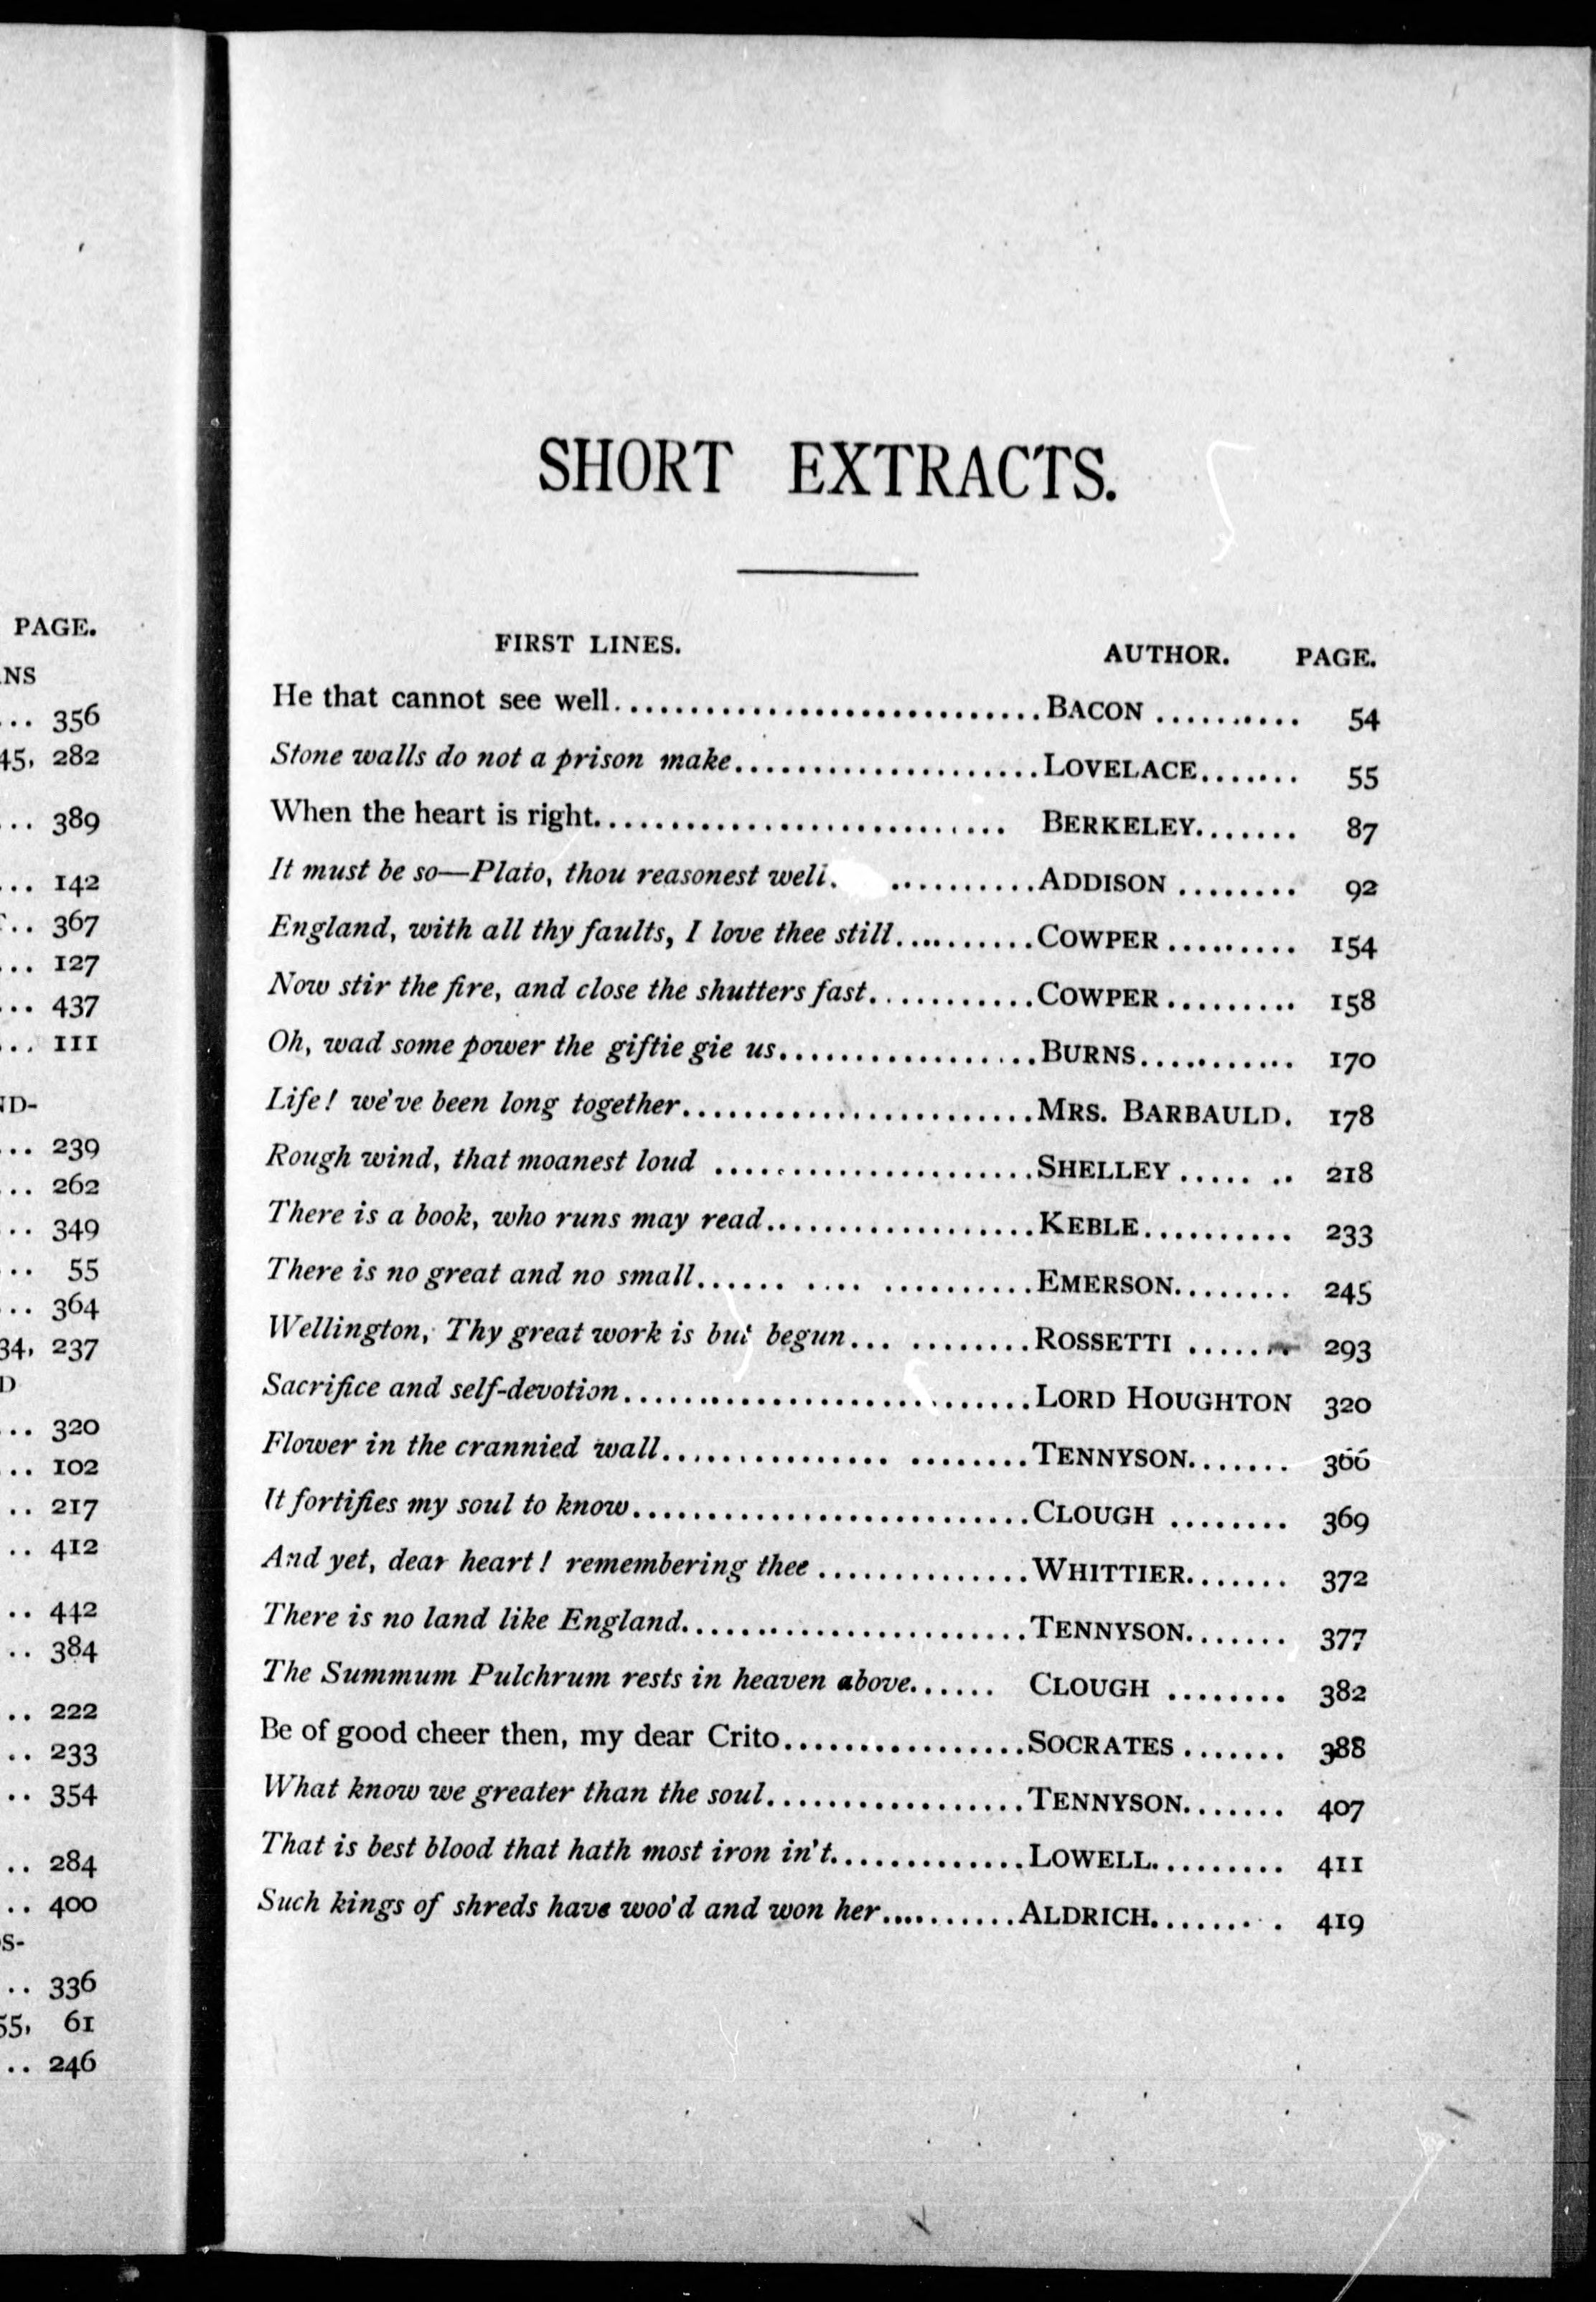 PAGE.
NS
... 356
45, 282
... 389
... 142
.. 367
... 127
... 437
... 111
ND-
... 239
... 262
... 349
... 55
... 364
34, 237
D
... 320
... 102
.. 217
.. 412
.. 442
.. 384
.. 222
.. 233
.. 354
.. 284
.. 400
S-
.. 336
55, 61
.. 246
SHORT EXTRACTS.
FIRST LINES. AUTHOR. PAGE.
He that cannot see well..............................BACON .......... 54
Stone walls do not a prison make....................LOVELACE....... 55
When the heart is right........................... BERKELEY....... 87
It must be so—Plato, thou reasonest well. ...........ADDISON ........ 92
England, with all thy faults, I love thee still..........COWPER ......... 154
Now stir the fire, and close the shutters fast...........COWPER ......... 158
Oh, wad some power the giftie gie us.................BURNS............ 170
Life! we've been long together.......................MRS. BARBAULD. 178
Rough wind, that moanest loud .....................SHELLEY ..... .. 218
There is a book, who runs may read..................KEBLE.......... 233
There is no great and no small...... .... ..........EMERSON........ 245
Wellington, Thy great work is but begun... ........ROSSETTI ....... 293
Sacrifice and self-devotion...........................LORD HOUGHTON 320
Flower in the crannied wall............... ........TENNYSON....... 366
It fortifies my soul to know..........................CLOUGH ........ 369
And yet, dear heart! remembering thee ..............WHITTIER....... 372
There is no land like England.......................TENNYSON....... 377
The Summum Pulchrum rests in heaven above...... CLOUGH ........ 382
Be of good cheer then, my dear Crito................SOCRATES ....... 388
What know we greater than the soul.................TENNYSON....... 407
That is best blood that hath most iron in't.............LOWELL......... 411
Such kings of shreds have woo'd and won her..........ALDRICH........ . 419